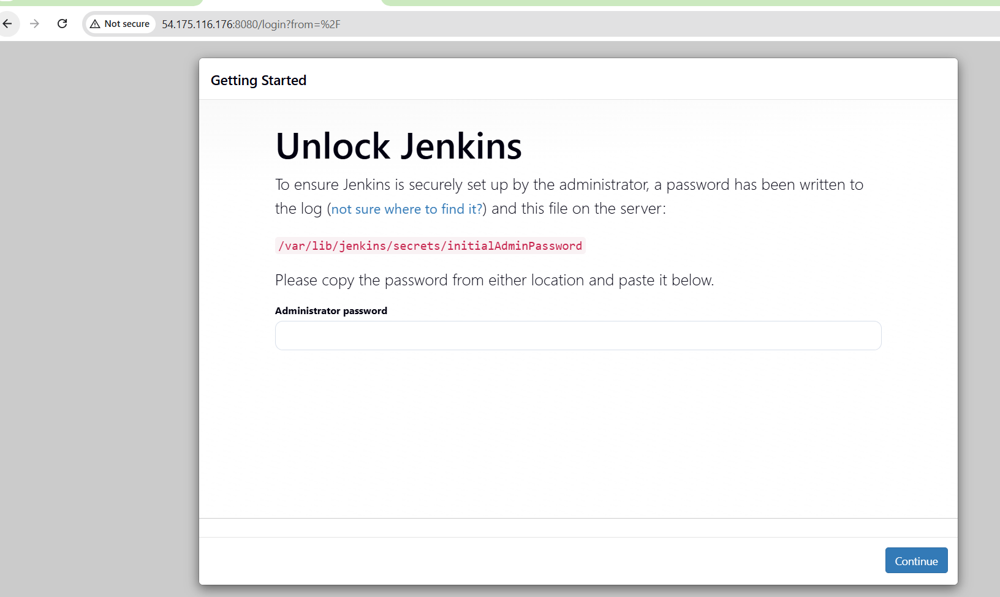 Not secure 54.175.116.176:8080/login?from=%2F
Getting Started
Unlock Jenkins
To ensure Jenkins is securely set up by the administrator, a password has been written to
the log (not sure where to find it?) and this file on the server:
/var/lib/jenkins/secrets/initialAdminPassword
Please copy the password from either location and paste it below.
Administrator password
Continue